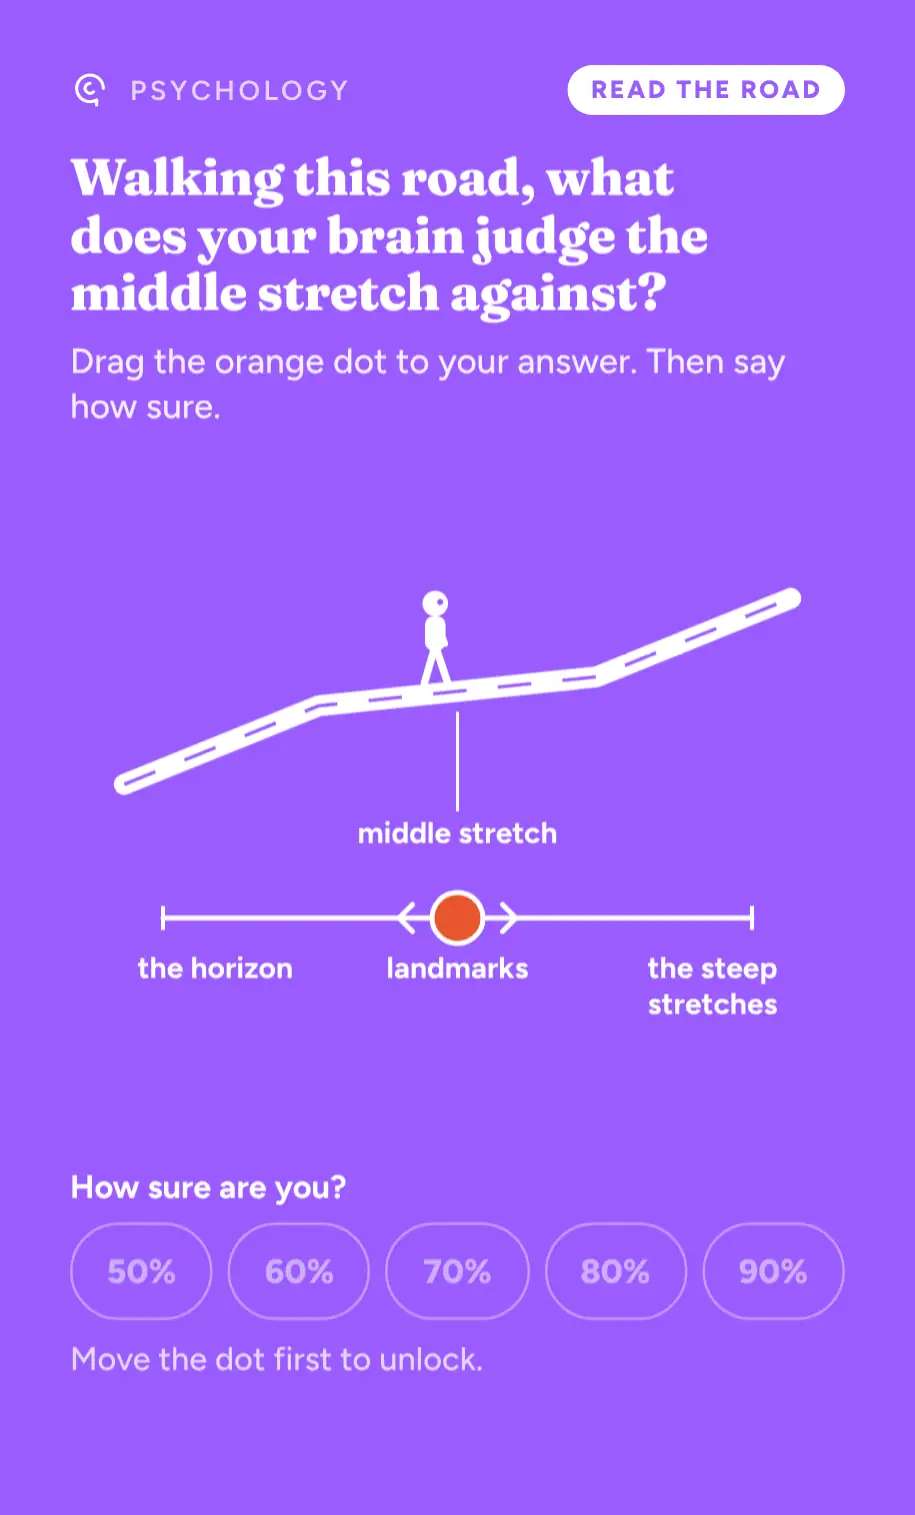 PSYCHOLOGY
READ THE ROAD
Walking this road, what
does your brain judge the
middle stretch against?
Drag the orange dot to your answer. Then say
how sure.
middle stretch
the horizon
landmarks
the steep
stretches
How sure are you?
50%
60%
70%
80%
90%
Move the dot first to unlock.